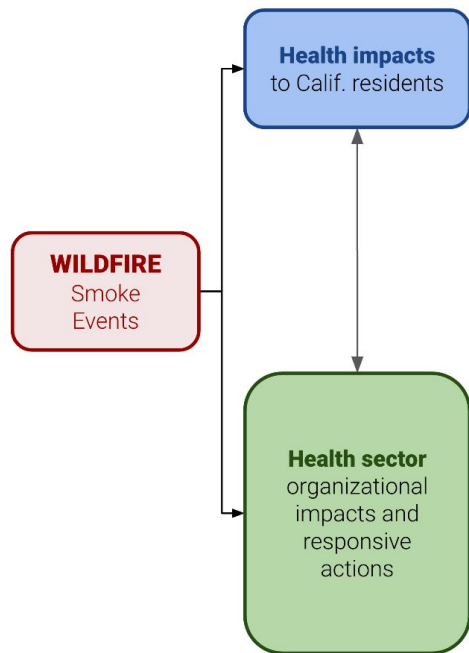 Health impacts
to Calif. residents
WILDFIRE
Smoke
Events
Health sector
organizational
impacts and
responsive
actions